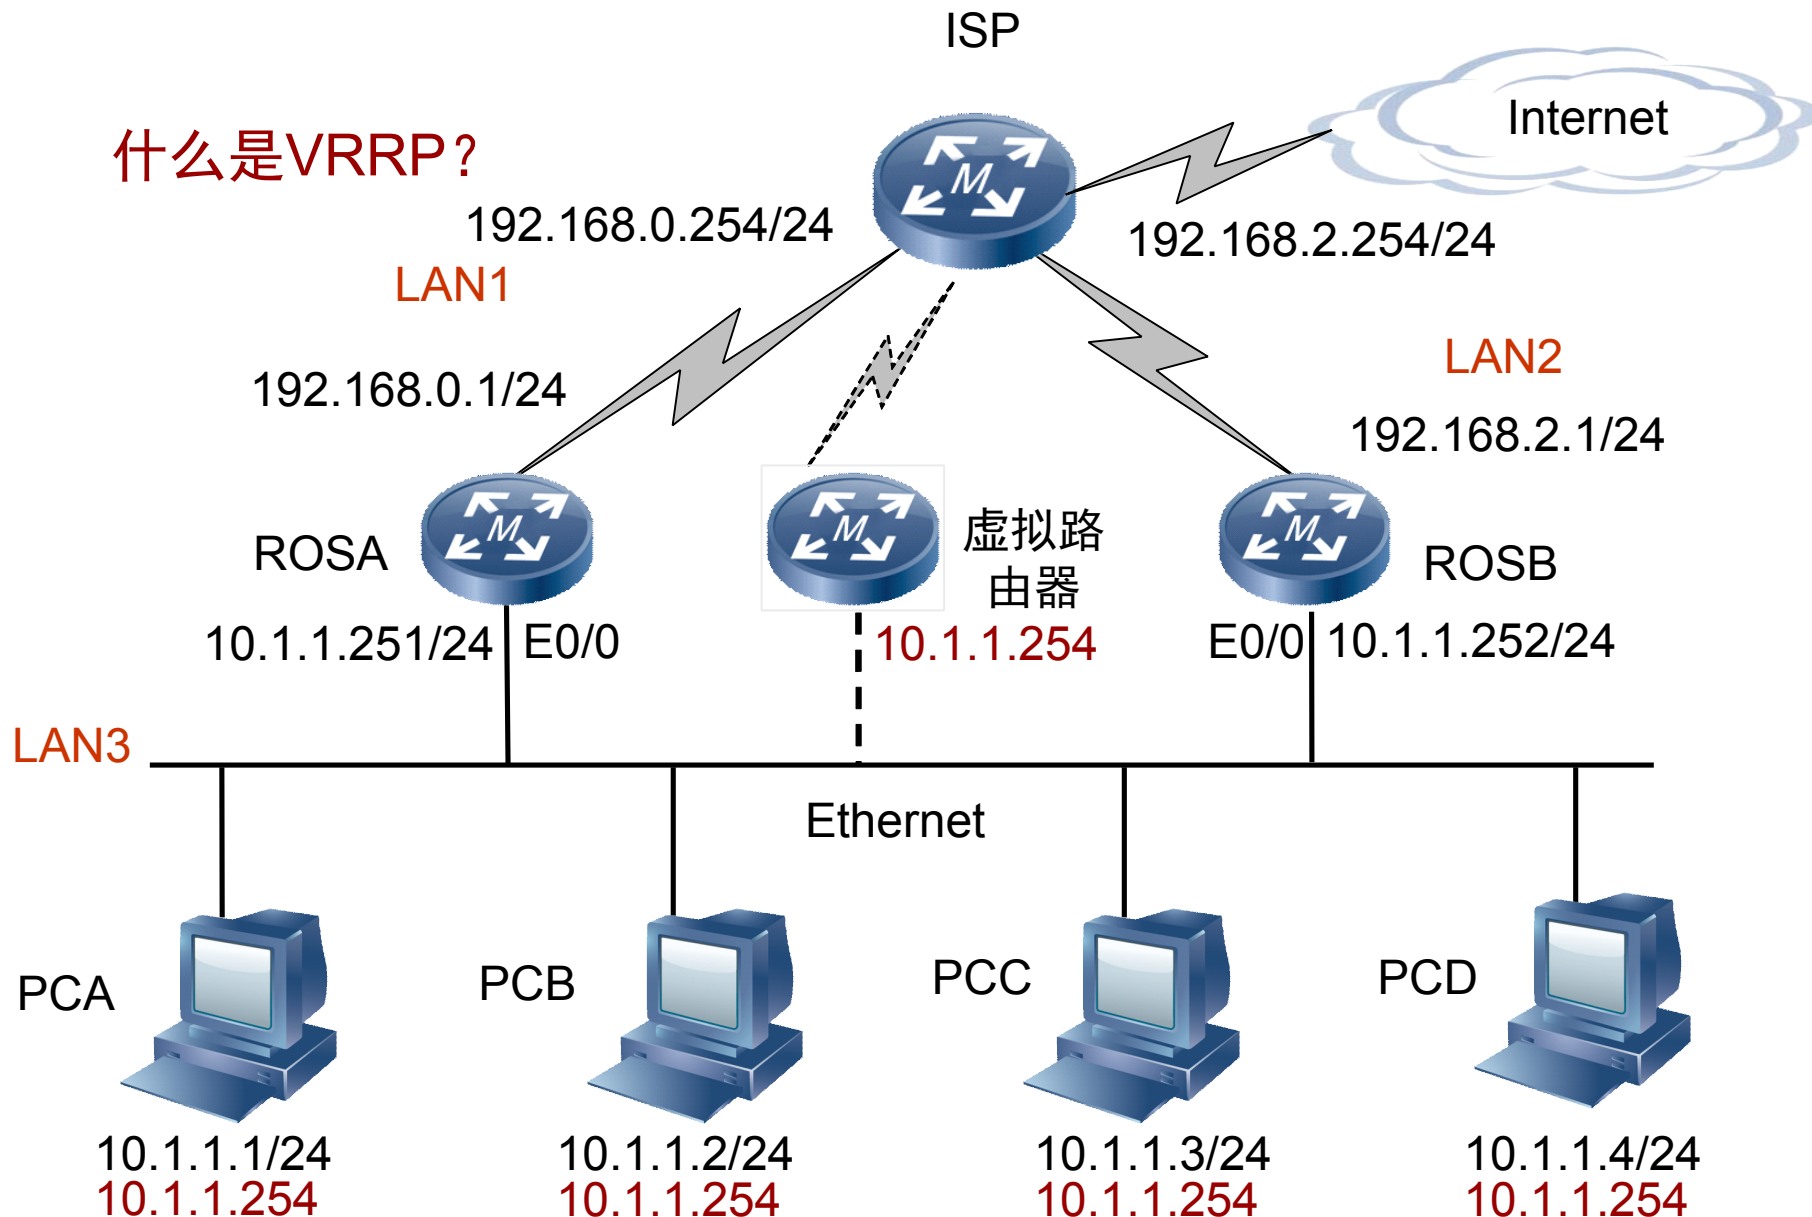 ISP
Internet
什么是VRRP？
192.168.0.254/24
192.168.2.254/24
LAN1
LAN2
192.168.0.1/24
192.168.2.1/24
M
M
M
M
ROSA
虚拟路
由器
ROSB
10.1.1.251/24
E0/0
10.1.1.254
E0/0
10.1.1.252/24
LAN3
Ethernet
PCA
PCB
PCC
PCD
10.1.1.1/24
10.1.1.254
10.1.1.2/24
10.1.1.254
10.1.1.3/24
10.1.1.254
10.1.1.4/24
10.1.1.254